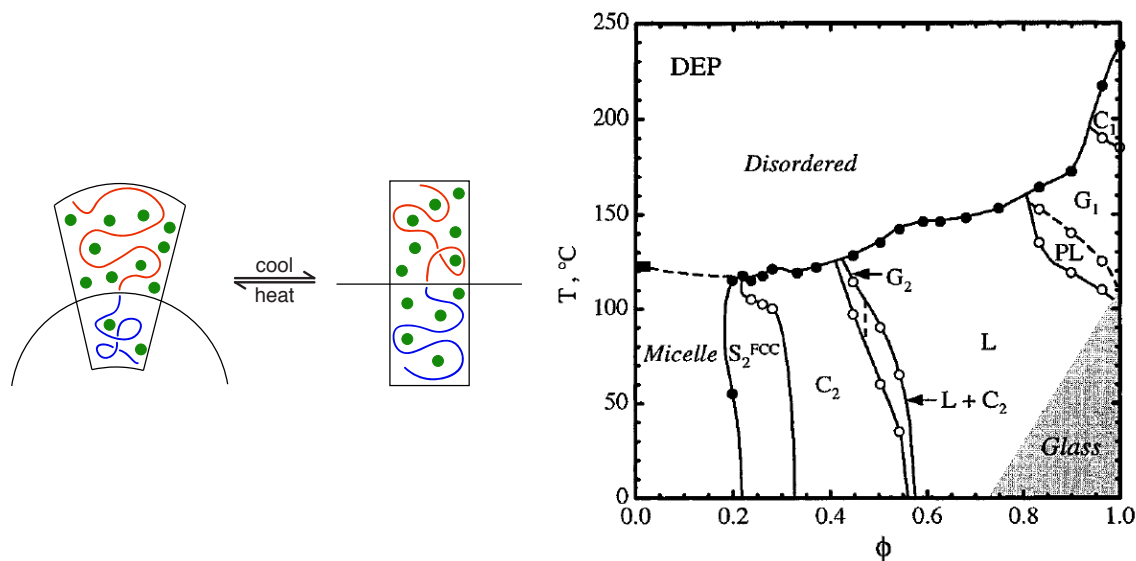 cool
heat
250
200
150
100
50
0
T, °C
DEP
Disordered
C₁
G₁
PL
G₂
L
Micelle
S₂ᶠᶜᶜ
C₂
L + C₂
Glass
0.0 0.2 0.4 0.6 0.8 1.0
ϕ